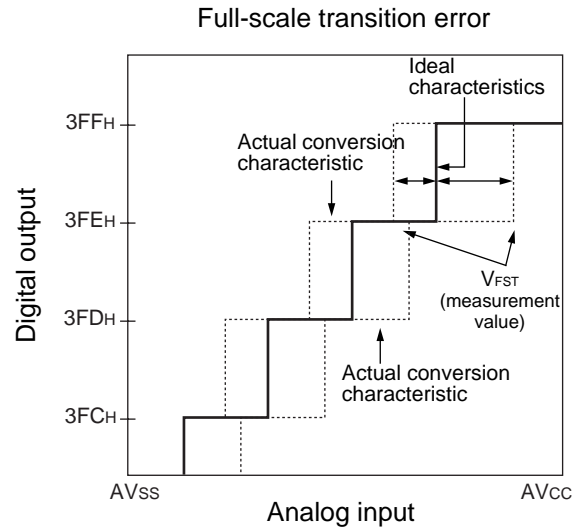 Full-scale transition error
Ideal
characteristics
3FFH
Actual conversion
characteristic
3FEH
Digital output
VFST
(measurement
value)
3FDH
Actual conversion
characteristic
3FCH
AVSS
AVCC
Analog input